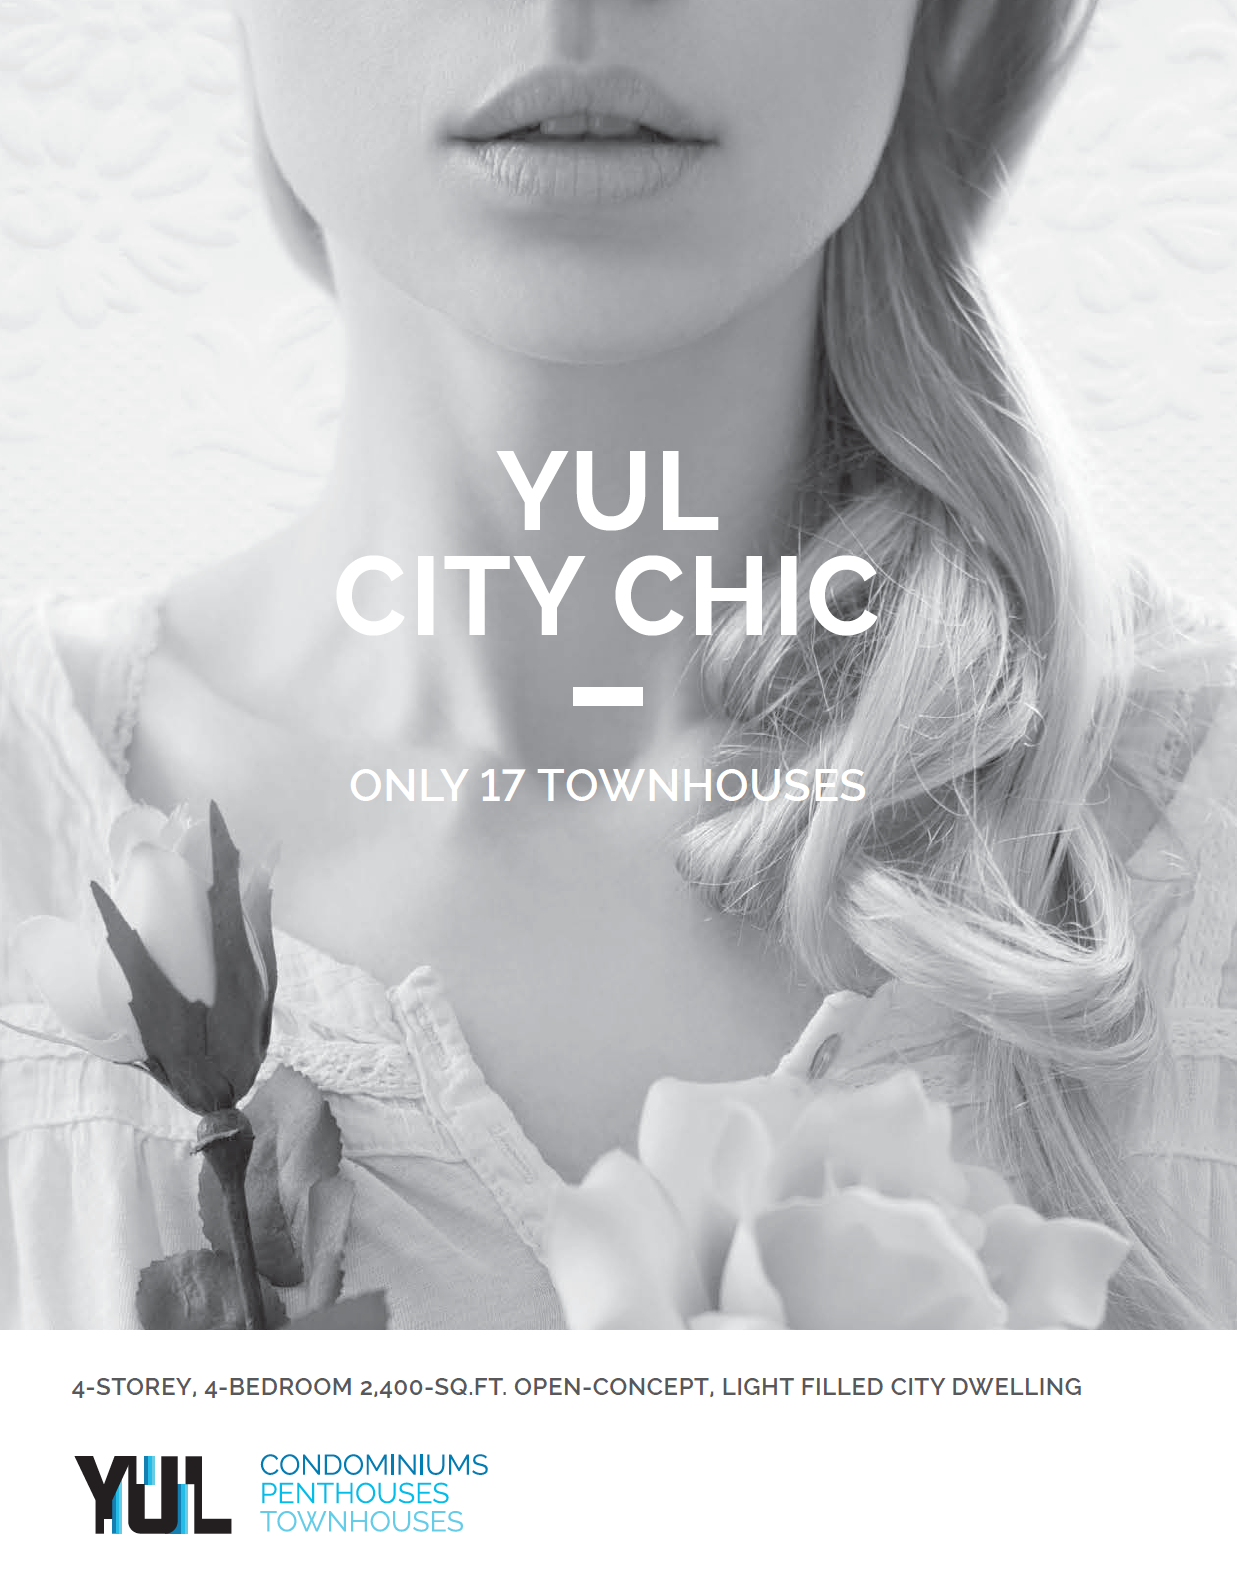 YUL
CITY CHIC
ONLY 17 TOWNHOUSES
4-STOREY, 4-BEDROOM 2,400-SQ.FT. OPEN-CONCEPT, LIGHT FILLED CITY DWELLING
YUL
CONDOMINIUMS
PENTHOUSES
TOWNHOUSES